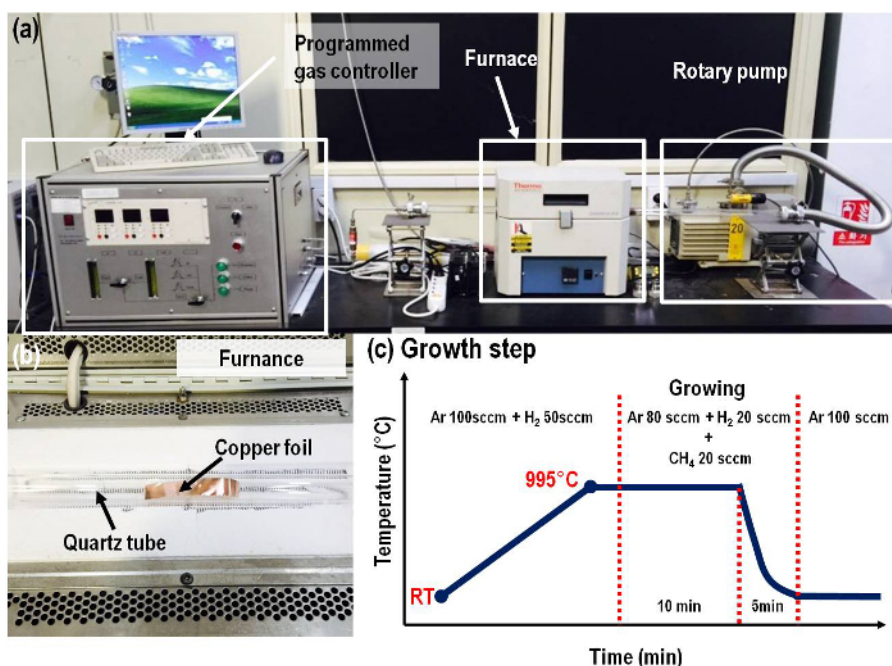 (a)
Programmed
gas controller
Furnace
Rotary pump
Thermo
20
(b)
Furnance
Copper foil
Quartz tube
(c) Growth step
Growing
Ar 100sccm + H₂ 50sccm
Ar 80 sccm + H₂ 20 sccm
+
CH₄ 20 sccm
Ar 100 sccm
995°C
RT
10 min
5min
Temperature (°C)
Time (min)